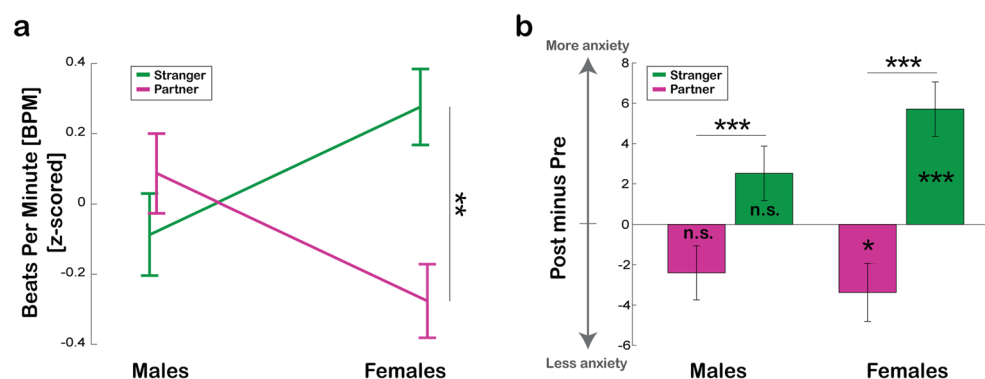 a
Beats Per Minute [BPM]
[z-scored]
0.4
0.2
0
-0.2
-0.4
Stranger
Partner
**
Males
Females
b
More anxiety
Less anxiety
Post minus Pre
8
6
4
2
0
-2
-4
-6
Stranger
Partner
***
n.s.
n.s.
***
***
*
Males
Females